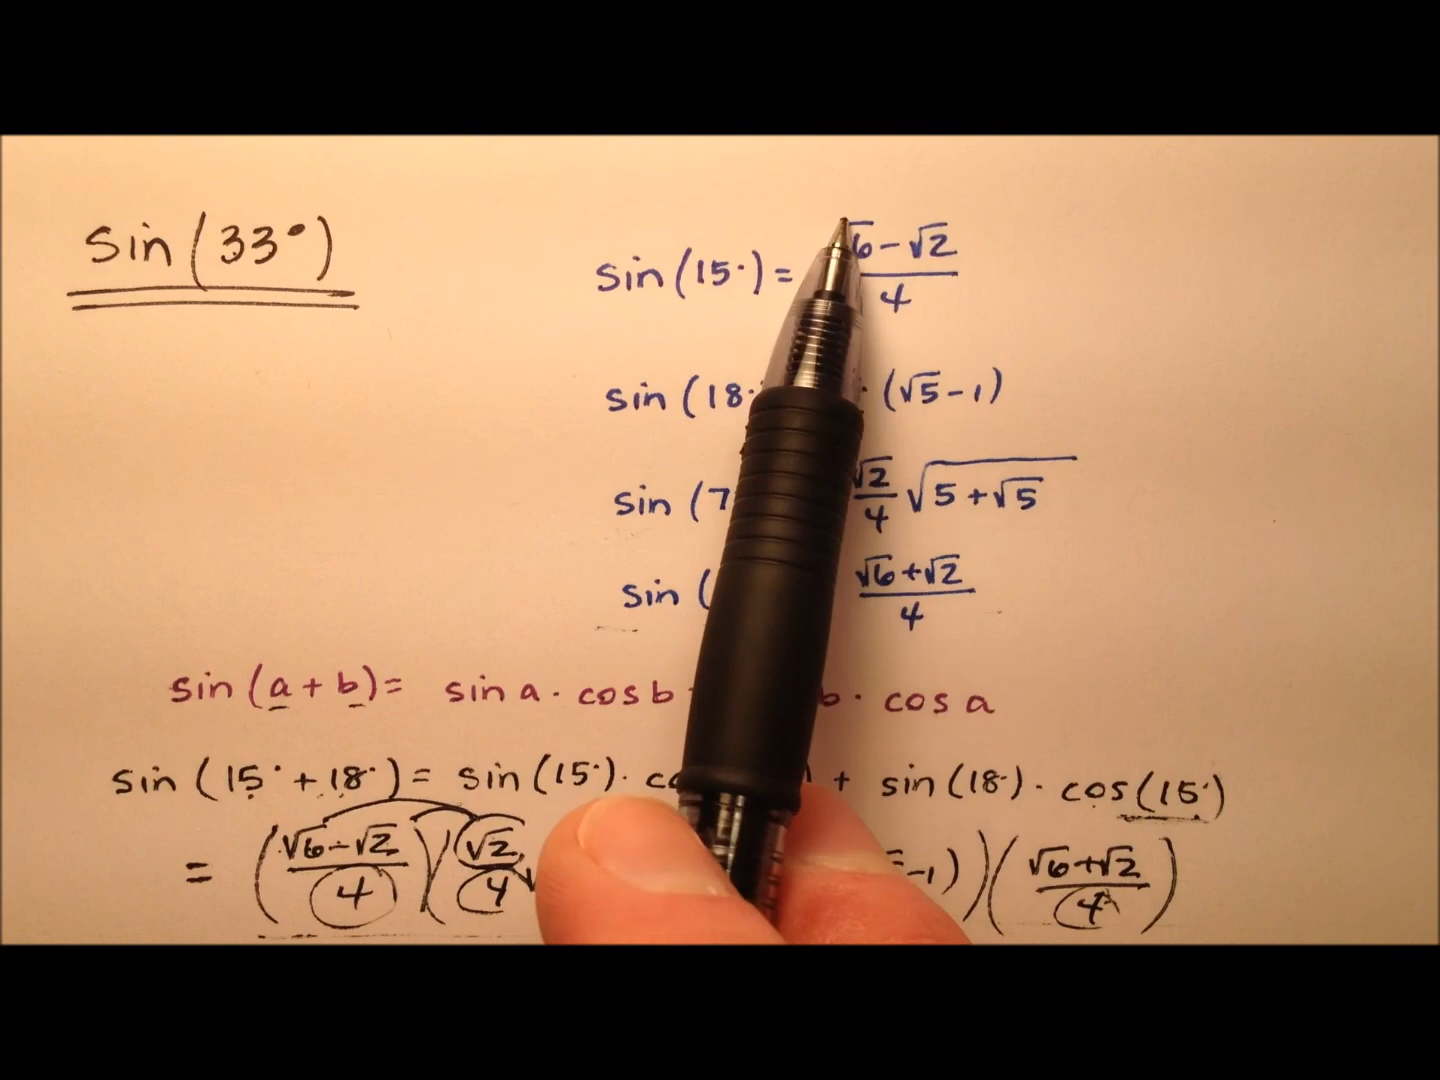 sin(33°)
sin(15°) = √6 - √2 / 4
sin(18 · (√5 - 1)
sin(7 √2/4 √(5 + √5)
sin( √6 + √2 / 4
sin(a + b) = sin a · cos b b · cos a
sin(15° + 18°) = sin(15°) · co ) + sin(18°) · cos(15°)
= (√6 - √2 / 4)(√2 / 4 √ -1))(√6 + √2 / 4)